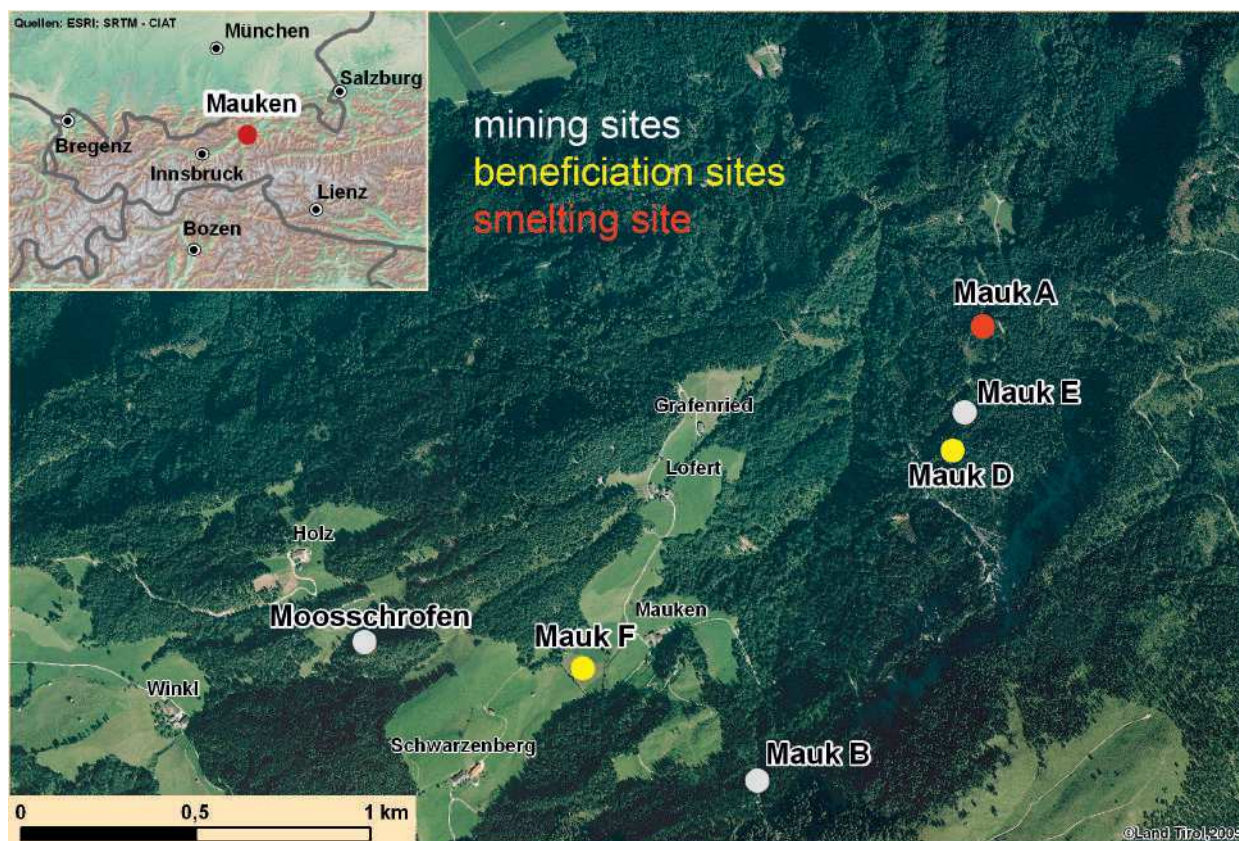 Quellen: ESRI; SRTM - CIAT
München
Salzburg
Mauken
Bregenz
Innsbruck
Lienz
Bozen
mining sites
beneficiation sites
smelting site
Mauk A
Mauk E
Grafenried
Lofert
Mauk D
Holz
Moosschrofen
Mauken
Mauk F
Winkl
Schwarzenberg
Mauk B
0 0,5 1 km
©Land Tirol,2009